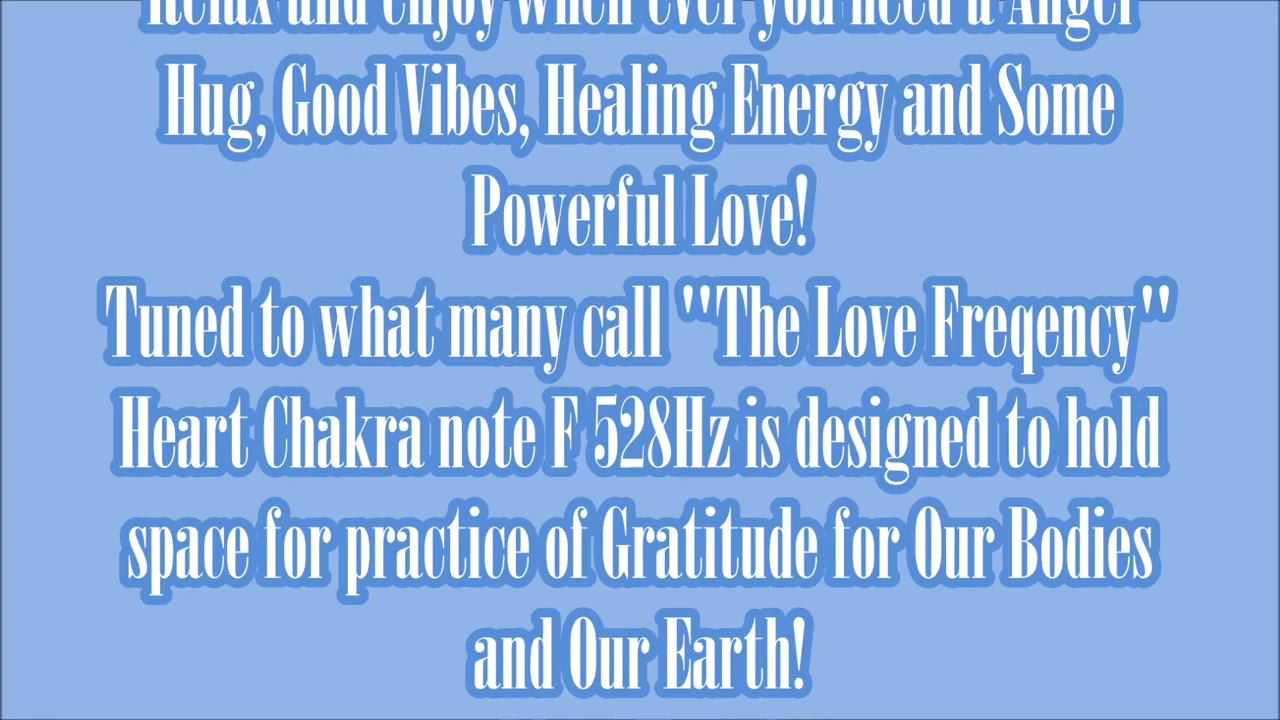 Relax and enjoy when ever you need a Angel
Hug, Good Vibes, Healing Energy and Some
Powerful Love!
Tuned to what many call "The Love Freqency"
Heart Chakra note F 528Hz is designed to hold
space for practice of Gratitude for Our Bodies
and Our Earth!